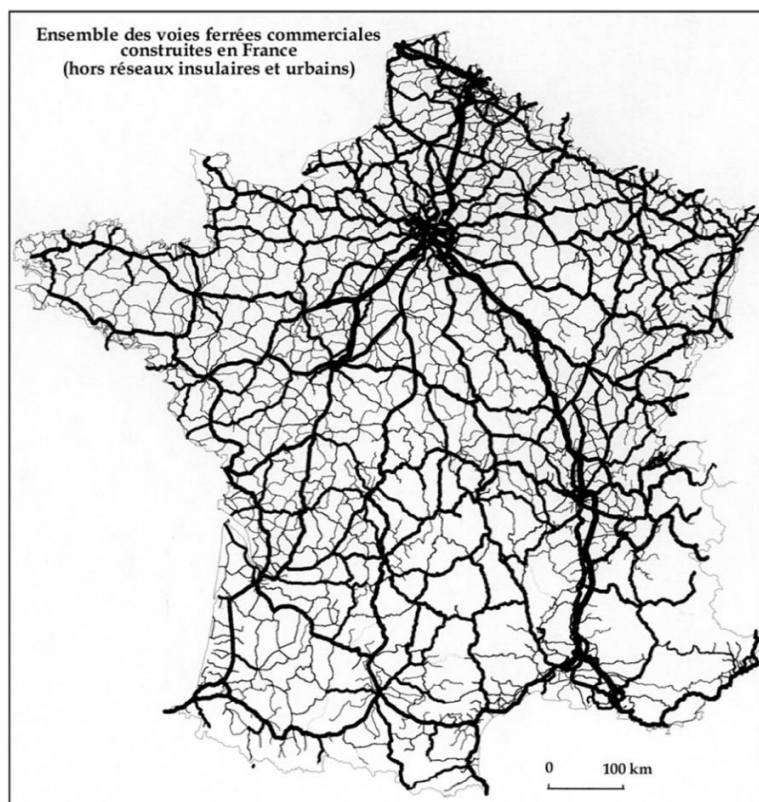 Ensemble des voies ferrées commerciales
construites en France
(hors réseaux insulaires et urbains)
0 100 km